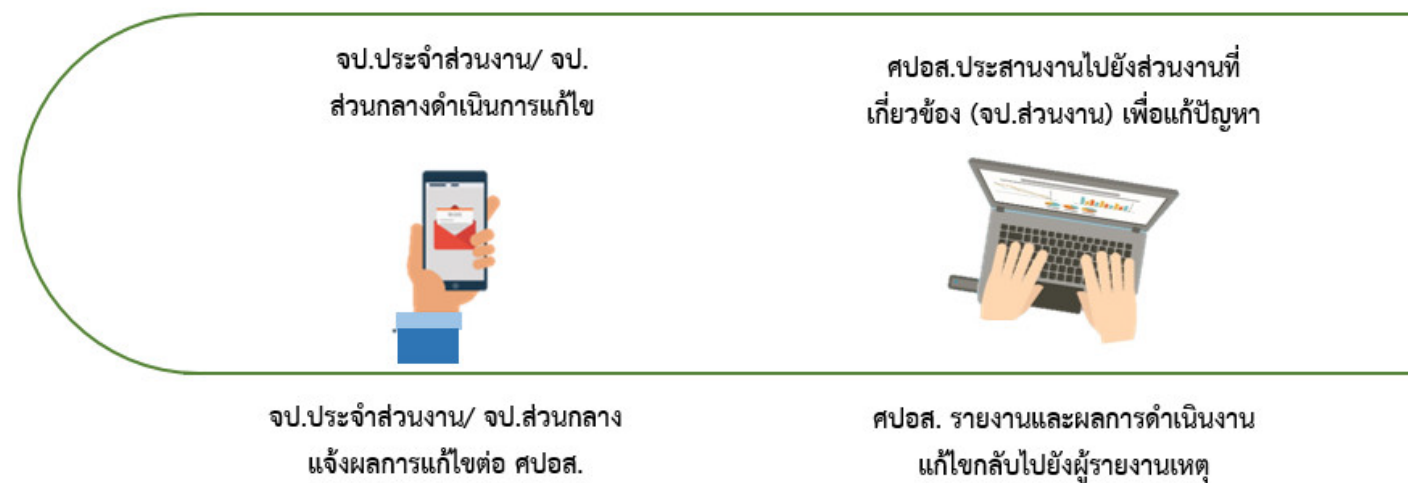 จป.ประจำส่วนงาน/ จป.
ส่วนกลางดำเนินการแก้ไข
ศปอส.ประสานงานไปยังส่วนงานที่
เกี่ยวข้อง (จป.ส่วนงาน) เพื่อแก้ปัญหา
จป.ประจำส่วนงาน/ จป.ส่วนกลาง
แจ้งผลการแก้ไขต่อ ศปอส.
ศปอส. รายงานและผลการดำเนินงาน
แก้ไขกลับไปยังผู้รายงานเหตุ